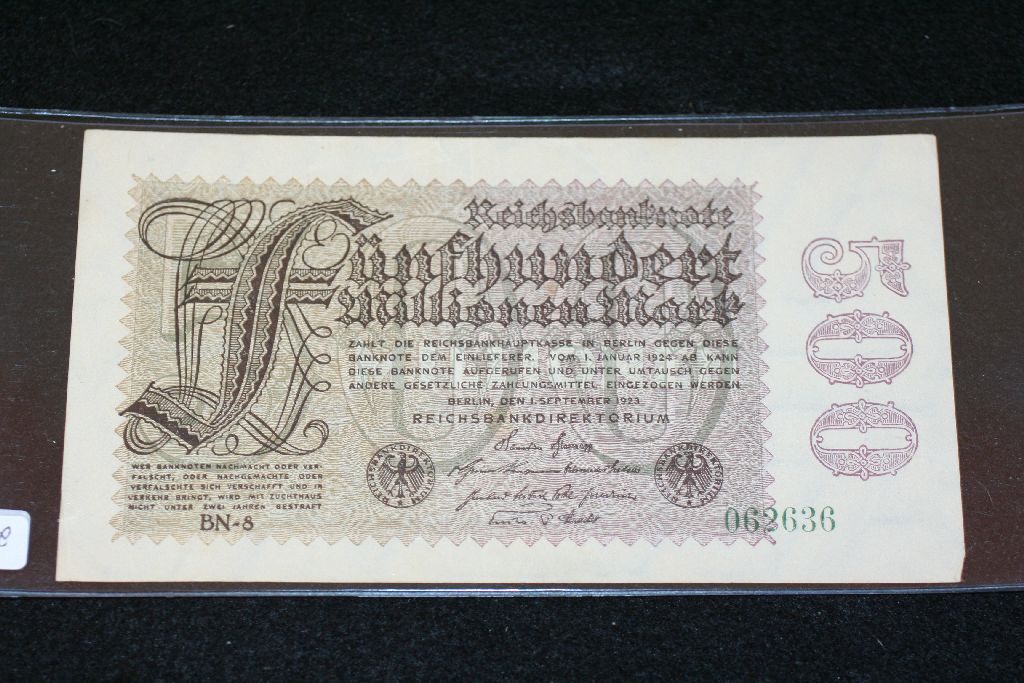 Reichsbanknote
Fünfhundert
Millionen Mark
ZAHLT DIE REICHSBANKHAUPTKASSE IN BERLIN GEGEN DIESE
BANKNOTE DEM EINLIEFERER. VOM 1. JANUAR 1924 AB KANN
DIESE BANKNOTE AUFGERUFEN UND UNTER UMTAUSCH GEGEN
ANDERE GESETZLICHE ZAHLUNGSMITTEL EINGEZOGEN WERDEN
BERLIN, DEN 1. SEPTEMBER 1923
REICHSBANKDIREKTORIUM
WER BANKNOTEN NACHMACHT ODER VER-
FALSCHT, ODER NACHGEMACHTE ODER
VERFALSCHTE SICH VERSCHAFFT UND IN
VERKEHR BRINGT, WIRD MIT ZUCHTHAUS
NICHT UNTER ZWEI JAHREN BESTRAFT
BN-8
062636
500